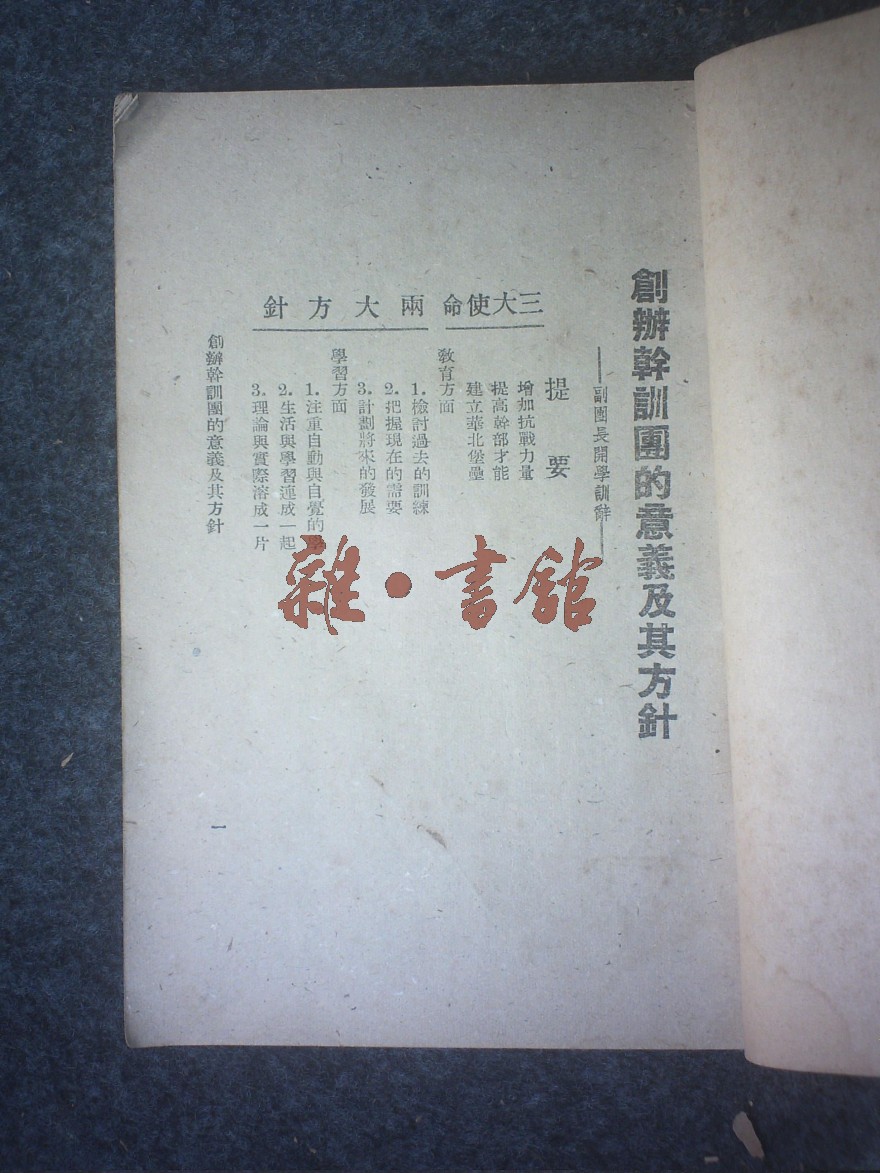 創辦幹訓團的意義及其方針
——副團長開學訓辭——
提要
三大使命
增加抗戰力量
提高幹部才能
建立華北堡壘
兩大方針
教育方面
1.檢討過去的訓練
2.把握現在的需要
3.計劃將來的發展
學習方面
1.注重自動與自覺的
2.生活與學習連成一起
3.理論與實際溶成一片
創辦幹訓團的意義及其方針
一
雜·書館